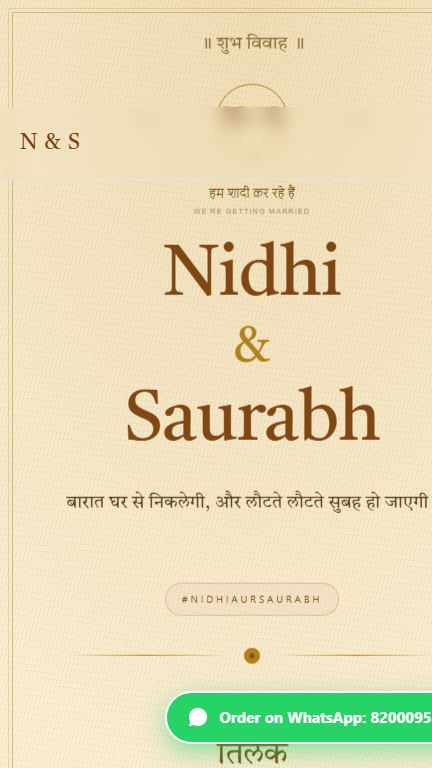 ॥ शुभ विवाह ॥
N & S
हम शादी कर रहे हैं
WE'RE GETTING MARRIED
Nidhi
&
Saurabh
बारात घर से निकलेगी, और लौटते लौटते सुबह हो जाएगी
#NIDHIAURSAURABH
Order on WhatsApp: 8200095
तिलक